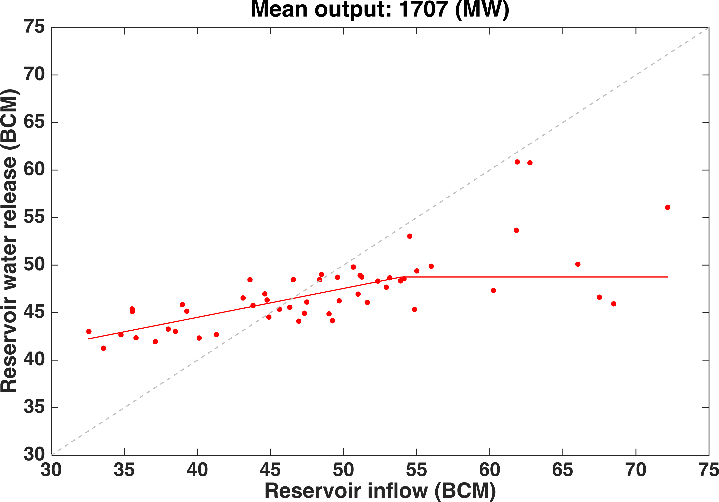 Mean output: 1707 (MW)
75
70
65
60
55
50
45
40
35
30
Reservoir water release (BCM)
30 35 40 45 50 55 60 65 70 75
Reservoir inflow (BCM)